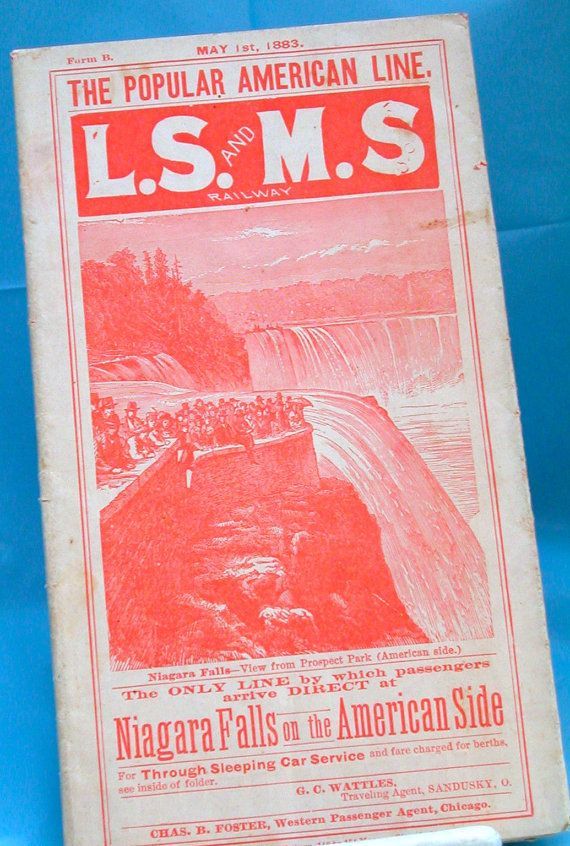 Form B.
MAY 1st, 1883.
THE POPULAR AMERICAN LINE.
L.S. AND M.S
RAILWAY
Niagara Falls—View from Prospect Park (American side.)
The ONLY LINE by which passengers
arrive DIRECT at
Niagara Falls on the American Side
For Through Sleeping Car Service and fare charged for berths,
see inside of folder.
G. C. WATTLES.
Traveling Agent, SANDUSKY, O.
CHAS. B. FOSTER, Western Passenger Agent, Chicago.